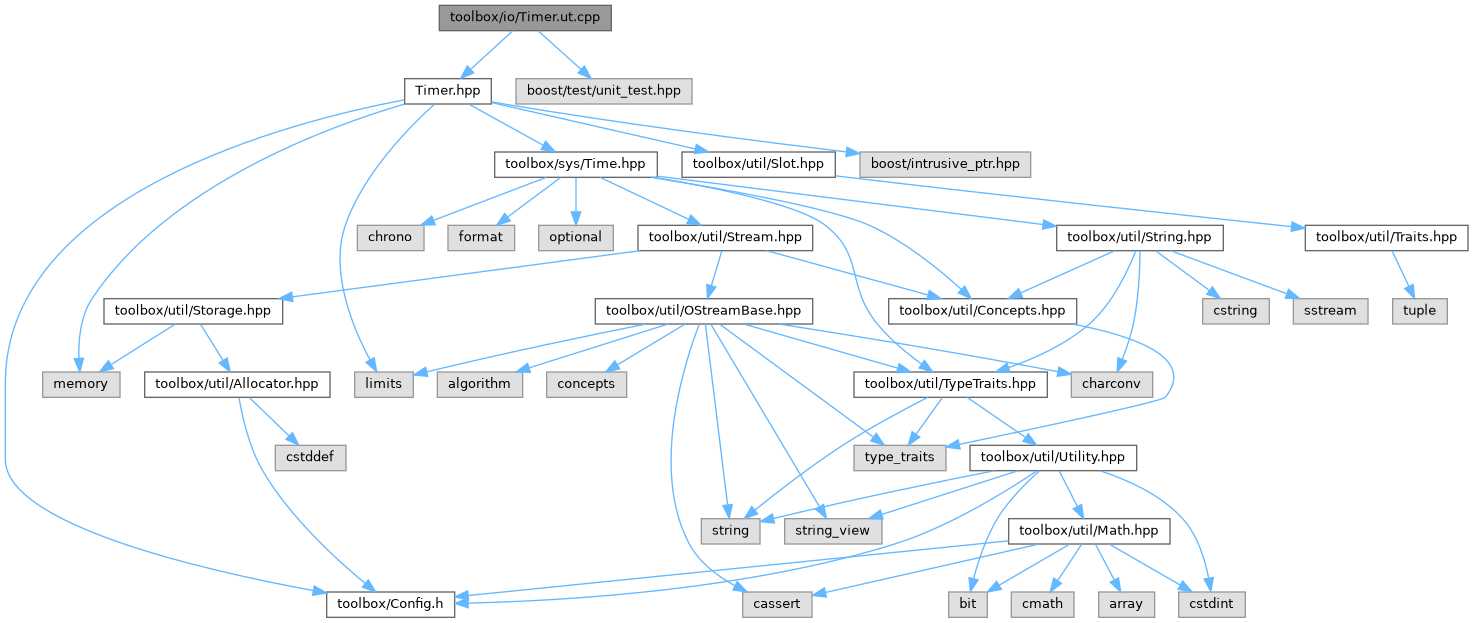 toolbox/io/Timer.ut.cpp
Timer.hpp
boost/test/unit_test.hpp
toolbox/sys/Time.hpp
toolbox/util/Slot.hpp
boost/intrusive_ptr.hpp
chrono
format
optional
toolbox/util/Stream.hpp
toolbox/util/String.hpp
toolbox/util/Traits.hpp
toolbox/util/Storage.hpp
toolbox/util/OStreamBase.hpp
toolbox/util/Concepts.hpp
cstring
sstream
tuple
memory
toolbox/util/Allocator.hpp
limits
algorithm
concepts
toolbox/util/TypeTraits.hpp
charconv
cstddef
type_traits
toolbox/util/Utility.hpp
string
string_view
toolbox/util/Math.hpp
toolbox/Config.h
cassert
bit
cmath
array
cstdint